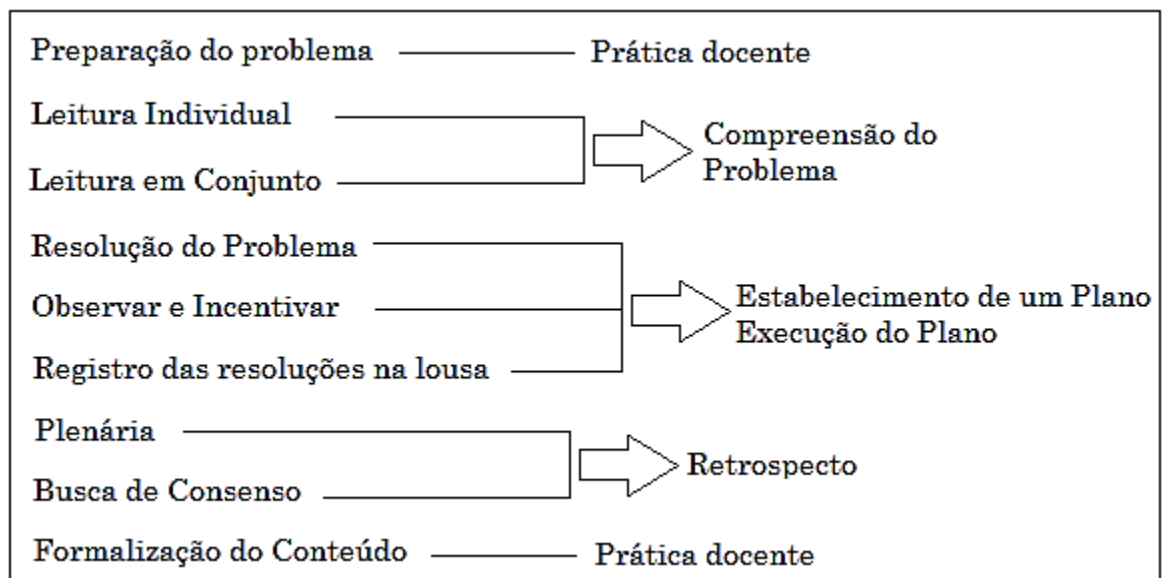 Preparação do problema Prática docente
Leitura Individual
Leitura em Conjunto
Compreensão do
Problema
Resolução do Problema
Observar e Incentivar
Registro das resoluções na lousa
Estabelecimento de um Plano
Execução do Plano
Plenária
Busca de Consenso
Retrospecto
Formalização do Conteúdo Prática docente